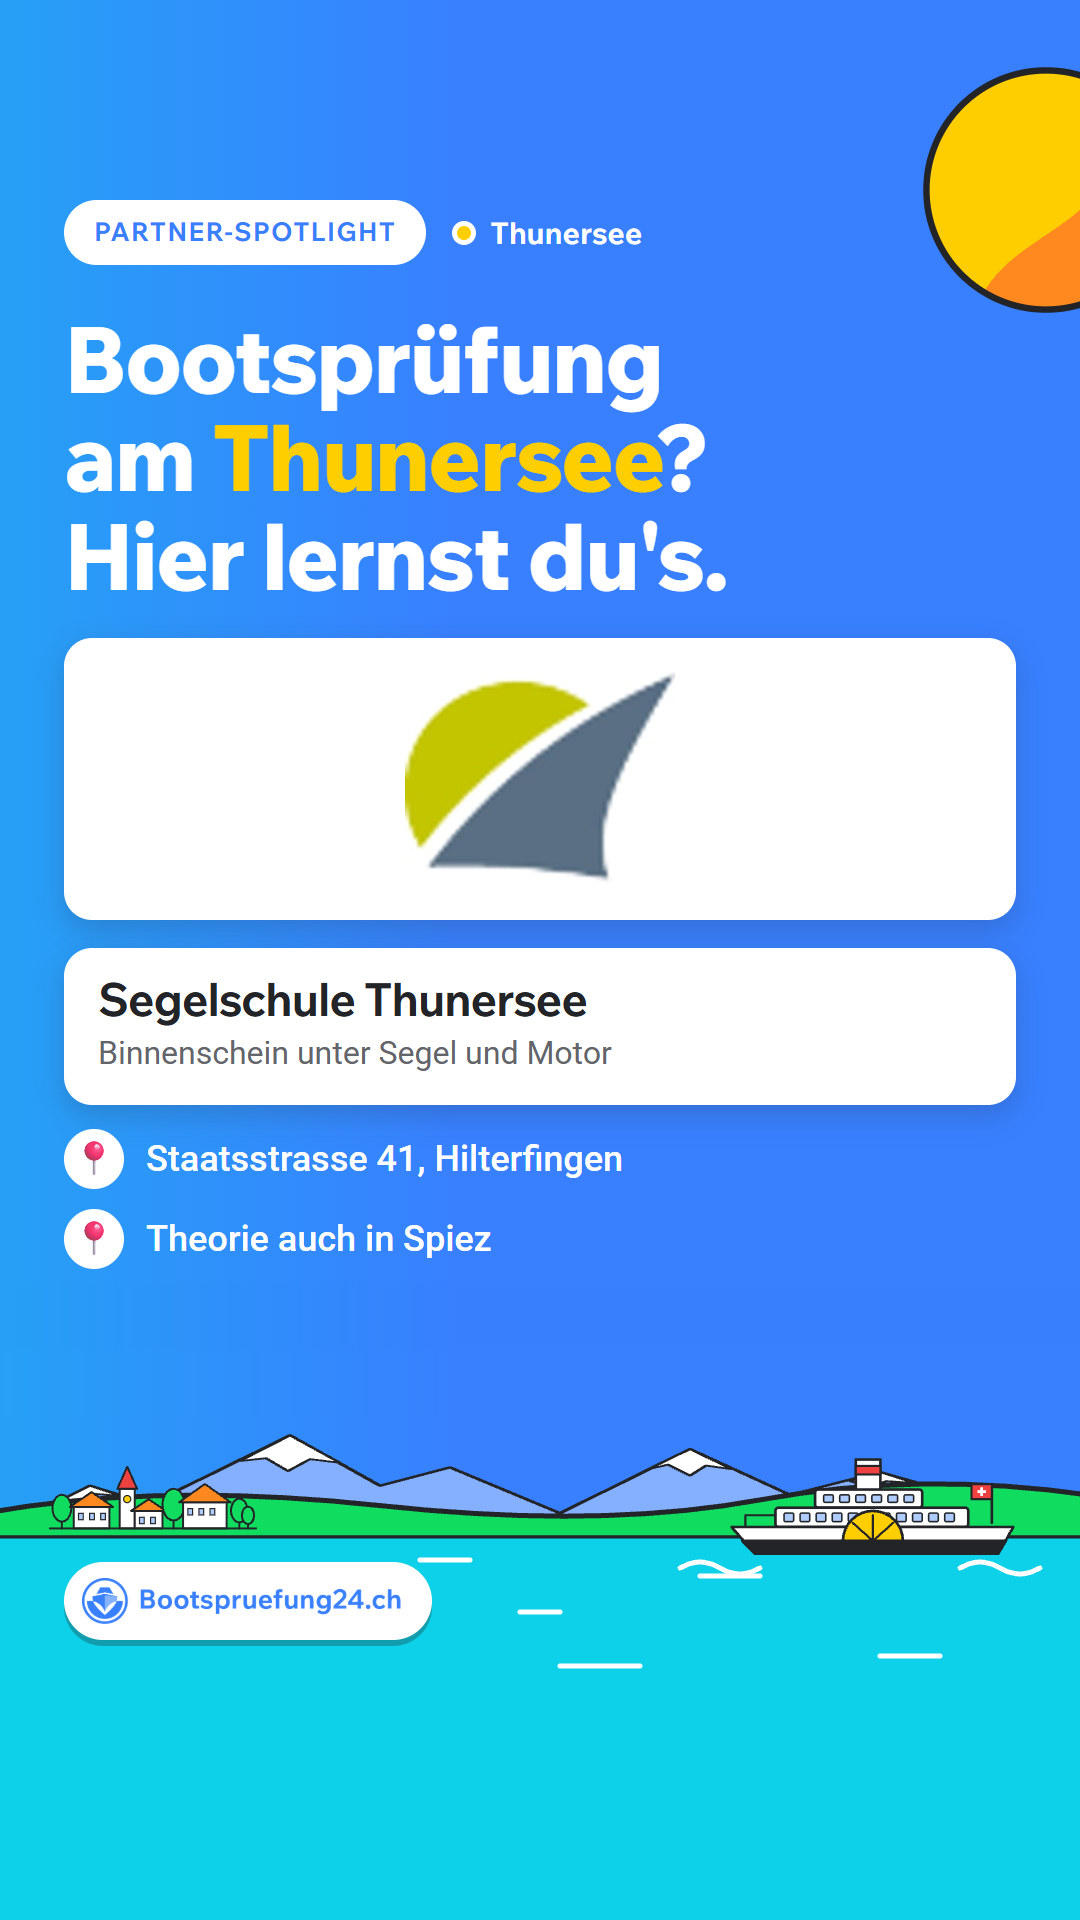 PARTNER-SPOTLIGHT
Thunersee
Bootsprüfung
am Thunersee?
Hier lernst du's.
Segelschule Thunersee
Binnenschein unter Segel und Motor
Staatsstrasse 41, Hilterfingen
Theorie auch in Spiez
Bootspruefung24.ch